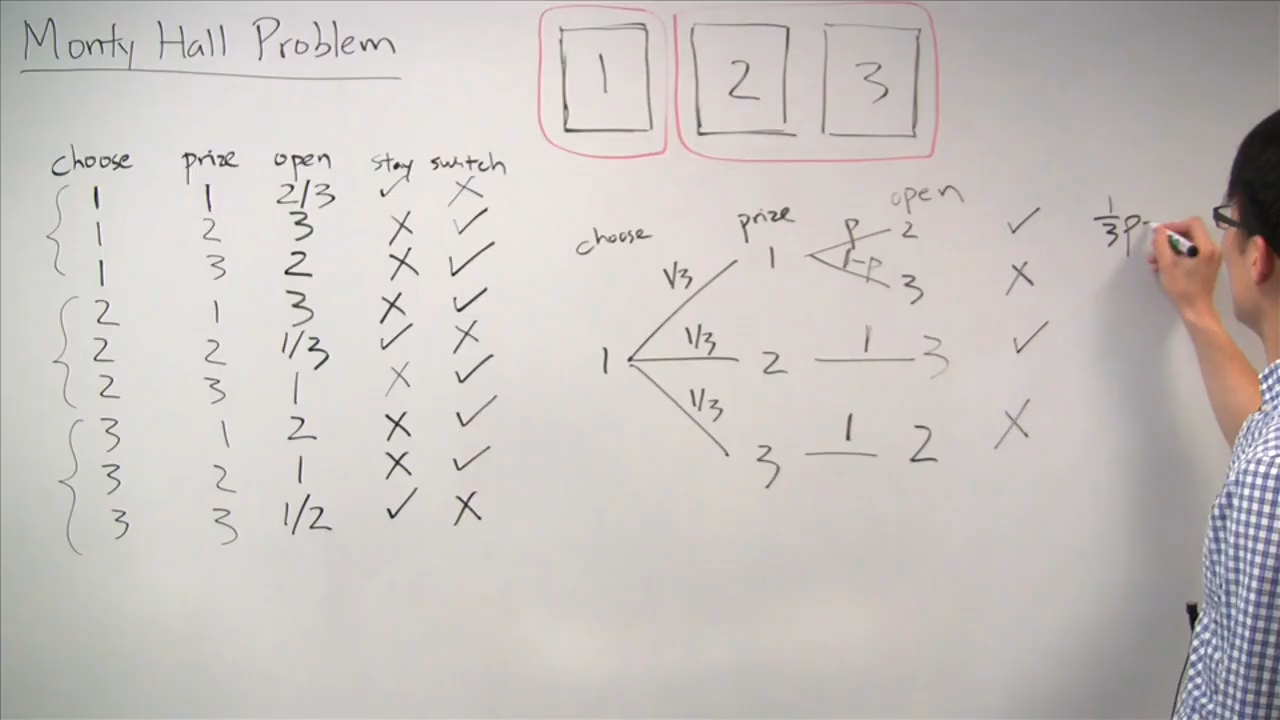 Monty Hall Problem
1 2 3
choose prize open stay switch
1 1 2/3 ✓ X
1 2 3 X ✓
1 3 2 X ✓
2 1 3 X ✓
2 2 1/3 ✓ X
2 3 1 X ✓
3 1 2 X ✓
3 2 1 X ✓
3 3 1/2 ✓ X
choose prize open
1/3 1 p 2 ✓
1-p 3 X
1 1/3 2 1 3 ✓
1/3 3 1 2 X
1/3 p -